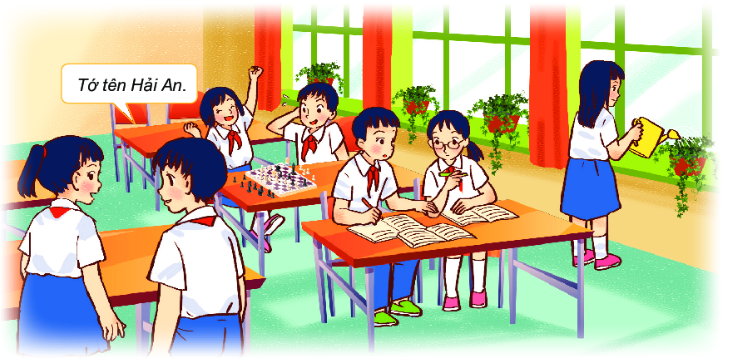 Tớ tên Hải An.